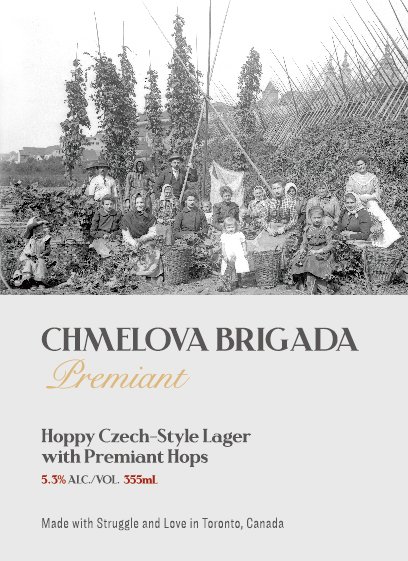 CHMELOVA BRIGADA
Premiant
Hoppy Czech-Style Lager
with Premiant Hops
5.3% ALC./VOL. 355mL
Made with Struggle and Love in Toronto, Canada